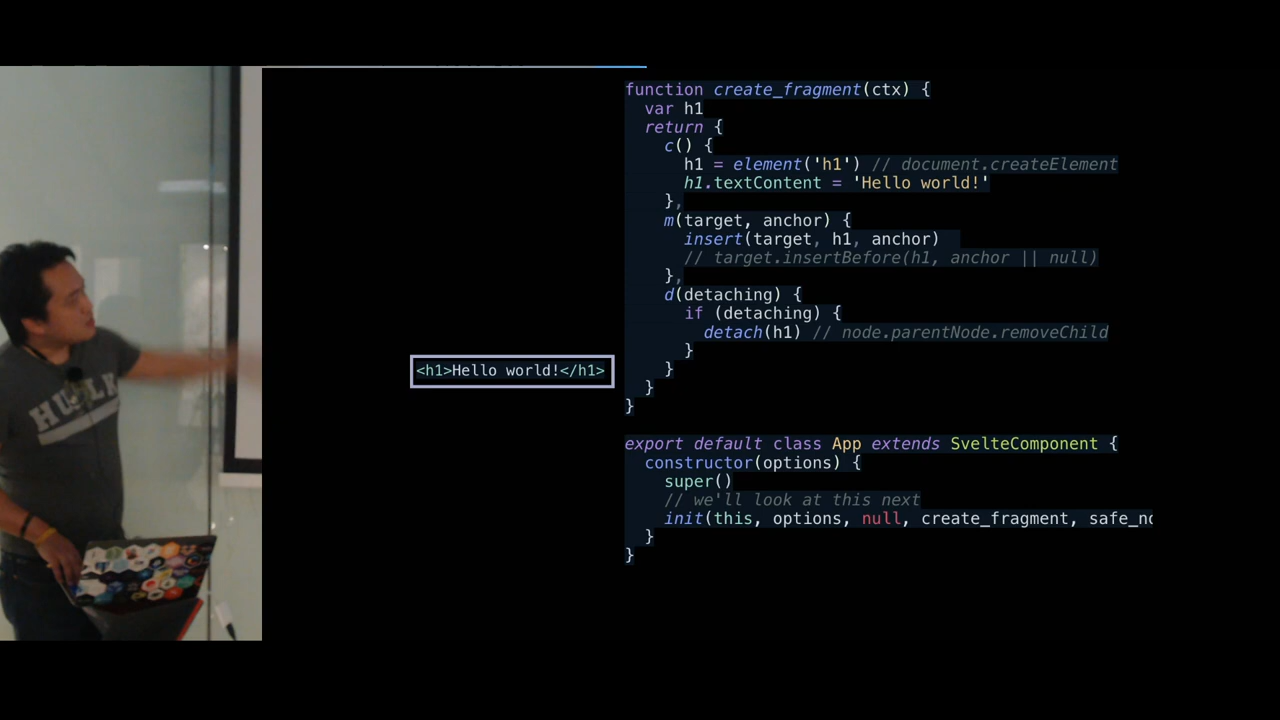 function create_fragment(ctx) {
var h1
return {
c() {
h1 = element('h1') // document.createElement
h1.textContent = 'Hello world!'
},
m(target, anchor) {
insert(target, h1, anchor)
// target.insertBefore(h1, anchor || null)
},
d(detaching) {
if (detaching) {
detach(h1) // node.parentNode.removeChild
}
}
}
}
<h1>Hello world!</h1>
export default class App extends SvelteComponent {
constructor(options) {
super()
// we'll look at this next
init(this, options, null, create_fragment, safe_no
}
}
HULK